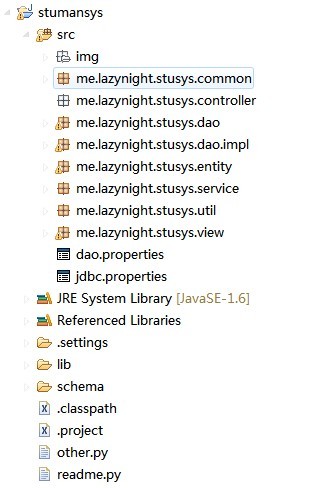 stumansys
src
img
me.lazynight.stusys.common
me.lazynight.stusys.controller
me.lazynight.stusys.dao
me.lazynight.stusys.dao.impl
me.lazynight.stusys.entity
me.lazynight.stusys.service
me.lazynight.stusys.util
me.lazynight.stusys.view
dao.properties
jdbc.properties
JRE System Library [JavaSE-1.6]
Referenced Libraries
.settings
lib
schema
.classpath
.project
other.py
readme.py